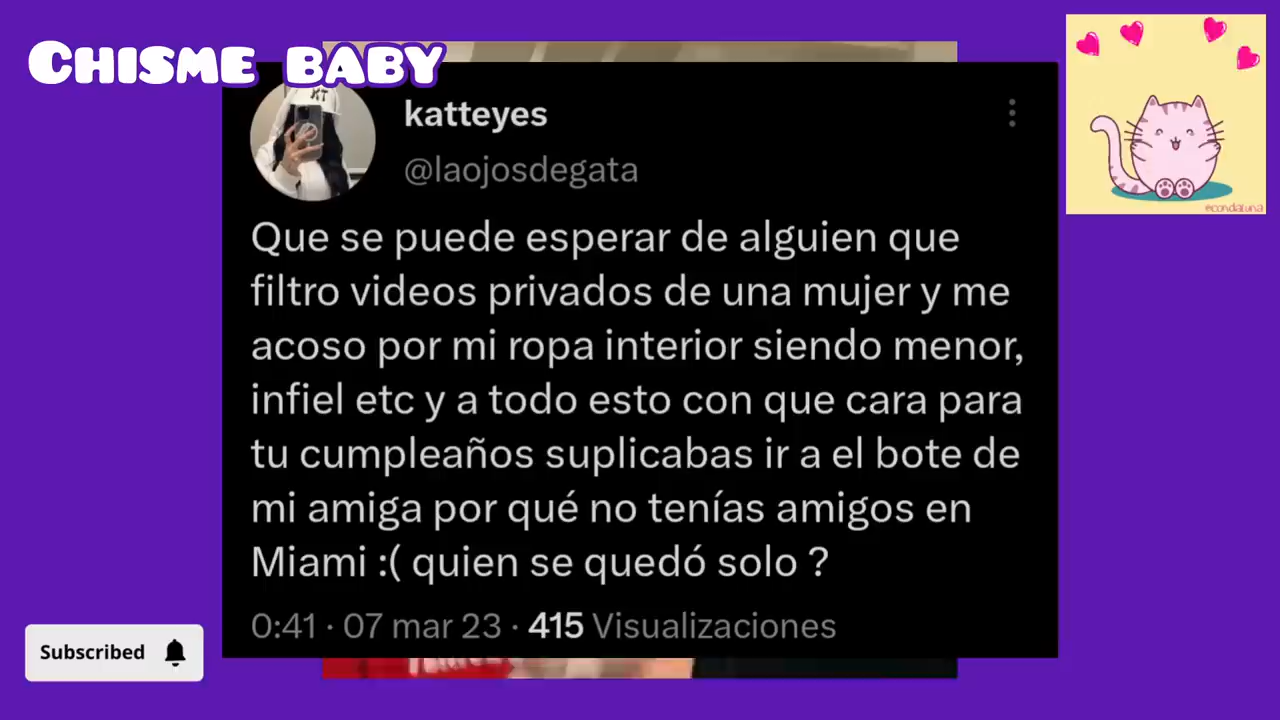 CHISME BABY
katteyes
@laojosdegata
Que se puede esperar de alguien que
filtro videos privados de una mujer y me
acoso por mi ropa interior siendo menor,
infiel etc y a todo esto con que cara para
tu cumpleaños suplicabas ir a el bote de
mi amiga por qué no tenías amigos en
Miami :( quien se quedó solo ?
0:41 · 07 mar 23 · 415 Visualizaciones
Subscribed